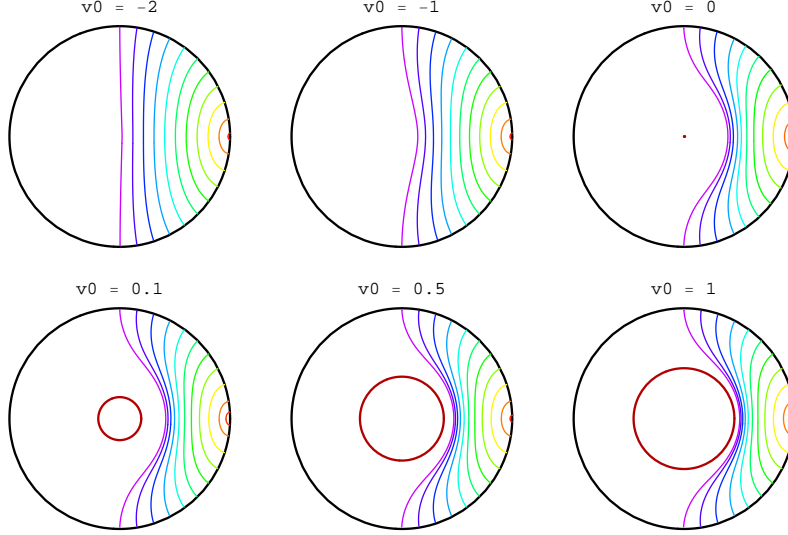 v0 = -2
v0 = -1
v0 = 0
v0 = 0.1
v0 = 0.5
v0 = 1